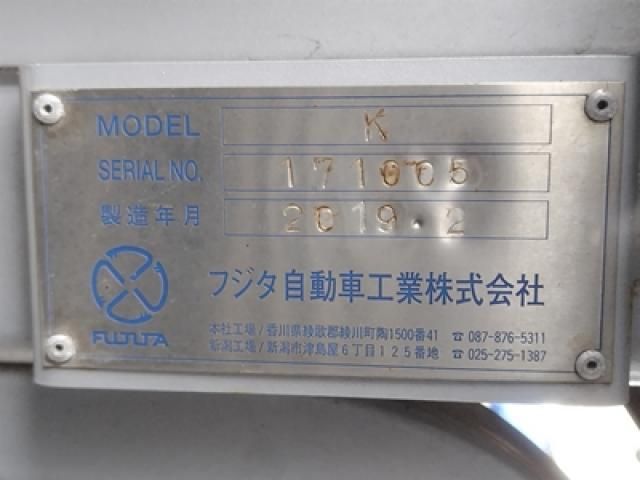 MODEL K
SERIAL NO. 171005
製造年月 2019.2
FUJITA
フジタ自動車工業株式会社
本社工場/香川県綾歌郡綾川町陶1500番41 ☎ 087-876-5311
新潟工場/新潟市津島屋6丁目125番地 ☎ 025-275-1387